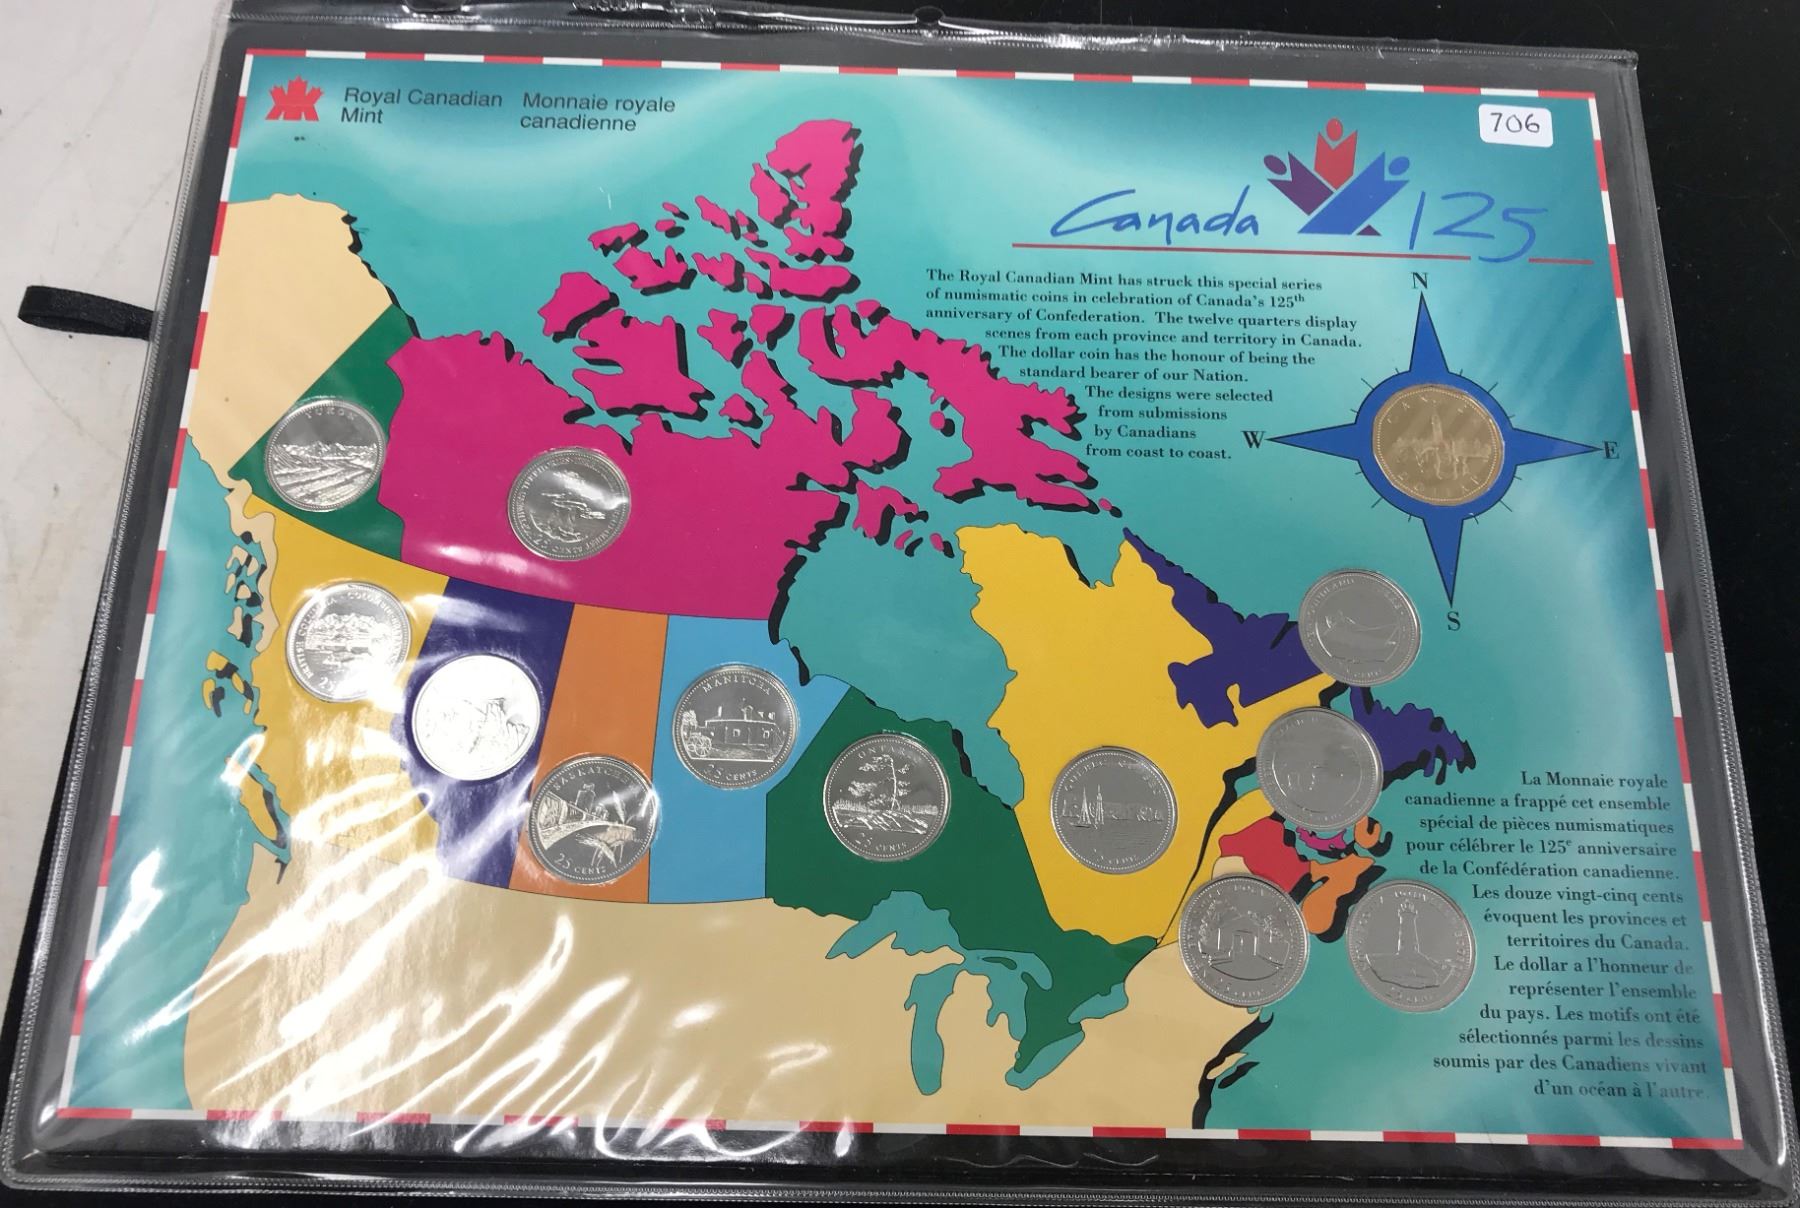 Royal Canadian Mint
Monnaie royale canadienne
706
Canada 125
The Royal Canadian Mint has struck this special series
of numismatic coins in celebration of Canada's 125th
anniversary of Confederation. The twelve quarters display
scenes from each province and territory in Canada.
The dollar coin has the honour of being the
standard bearer of our Nation.
The designs were selected
from submissions
by Canadians
from coast to coast.
N
W
E
S
CANADA
DOLLAR
YUKON
MANITOBA
25 CENTS
ONTARIO
25 CENTS
25 CENTS
La Monnaie royale
canadienne a frappé cet ensemble
spécial de pièces numismatiques
pour célébrer le 125e anniversaire
de la Confédération canadienne.
Les douze vingt-cinq cents
évoquent les provinces et
territoires du Canada.
Le dollar a l'honneur de
représenter l'ensemble
du pays. Les motifs ont été
sélectionnés parmi les dessins
soumis par des Canadiens vivant
d'un océan à l'autre.